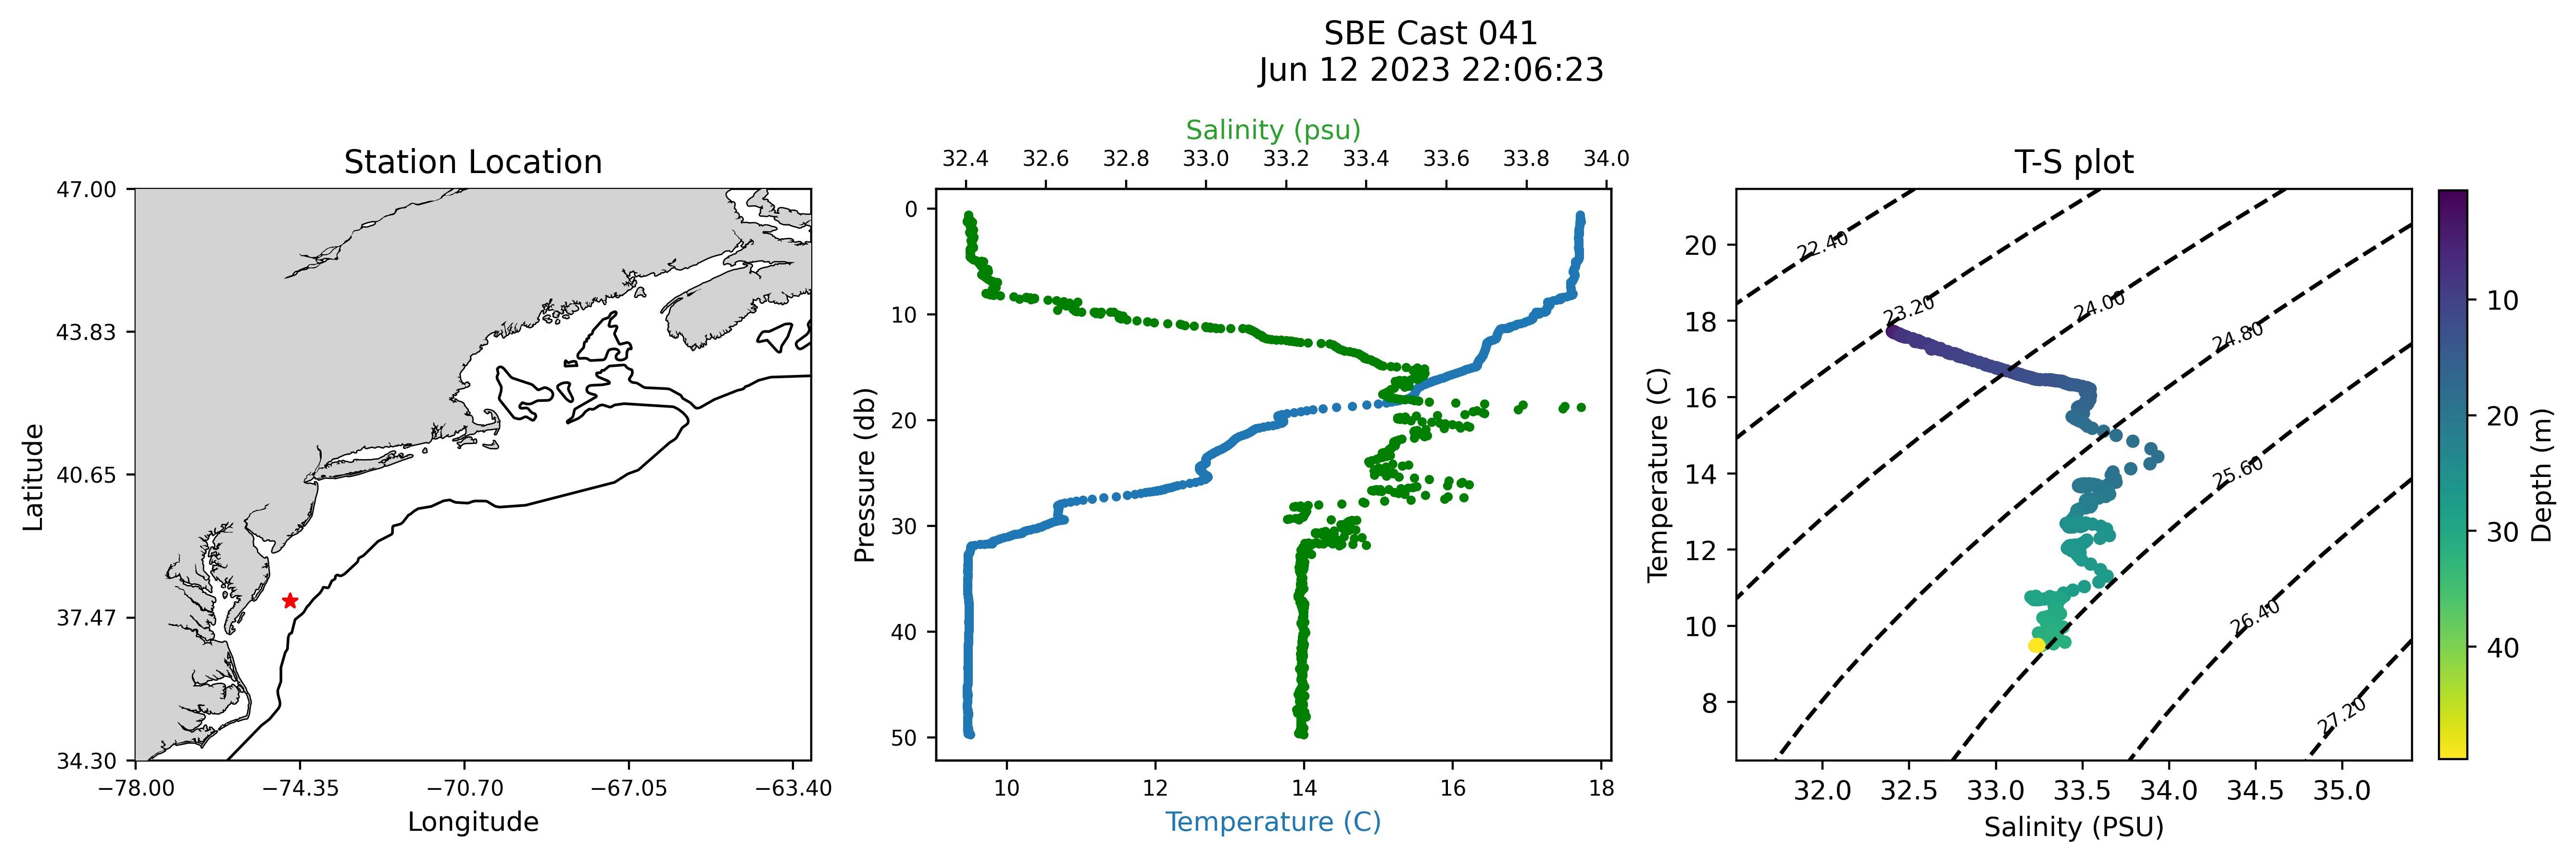 SBE Cast 041
Jun 12 2023 22:06:23
Station Location
47.00
43.83
40.65
37.47
34.30
Latitude
−78.00 −74.35 −70.70 −67.05 −63.40
Longitude
Salinity (psu)
32.4 32.6 32.8 33.0 33.2 33.4 33.6 33.8 34.0
0
10
20
30
40
50
Pressure (db)
10 12 14 16 18
Temperature (C)
T-S plot
20
18
16
14
12
10
8
Temperature (C)
22.40
23.20
24.00
24.80
25.60
26.40
27.20
32.0 32.5 33.0 33.5 34.0 34.5 35.0
Salinity (PSU)
10
20
30
40
Depth (m)